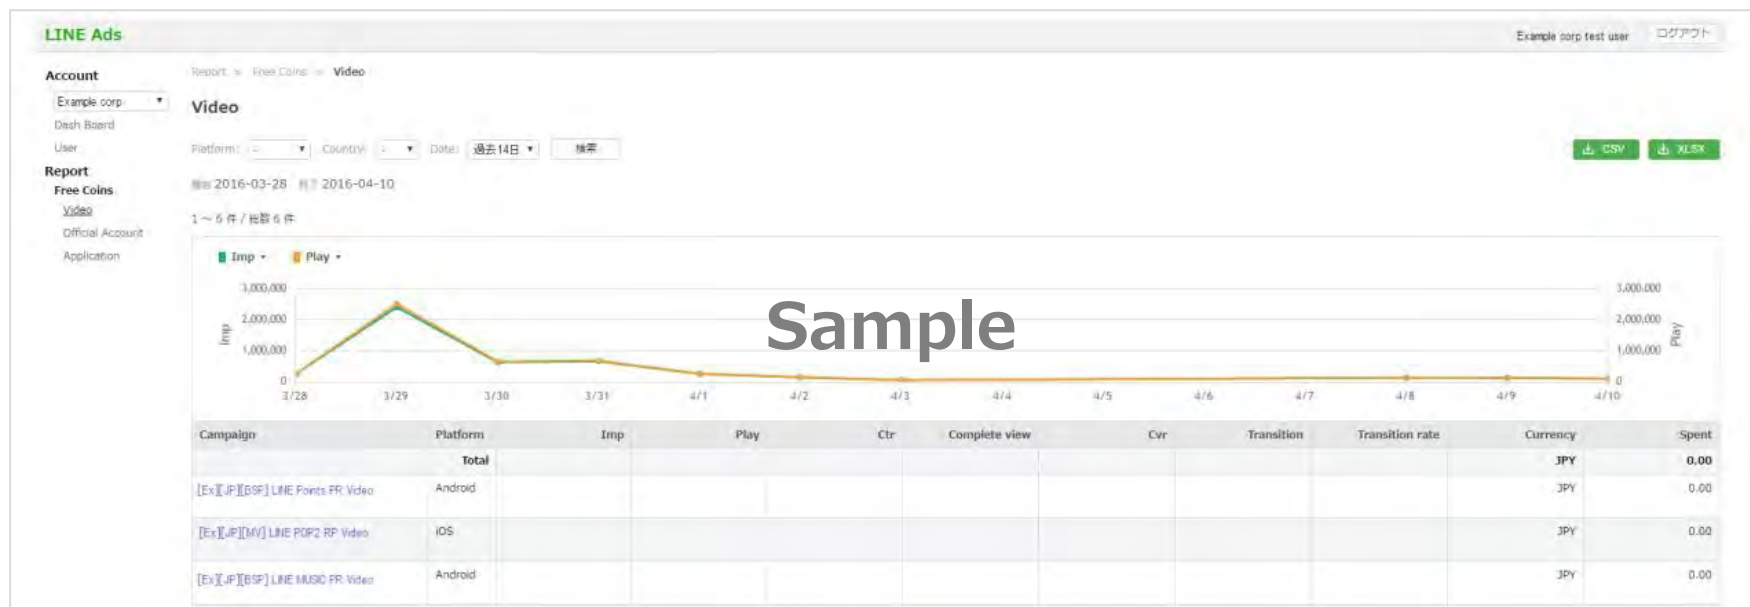 LINE Ads
Example corp test user ログアウト
Account
Example corp
Dash Board
User
Report
Free Coins
Video
Official Account
Application
Report > Free Coins > Video
Video
Platform: - Country: - Date: 過去14日 検索
CSV XLSX
2016-03-28 終了 2016-04-10
1 ~ 6 件 / 総数 6 件
Imp Play
3,000,000 3,000,000
2,000,000 2,000,000
1,000,000 1,000,000
0 0
Imp
Play
Sample
3/28 3/29 3/30 3/31 4/1 4/2 4/3 4/4 4/5 4/6 4/7 4/8 4/9 4/10
Campaign Platform Imp Play Ctr Complete view Cvr Transition Transition rate Currency Spent
Total JPY 0.00
[Ex][JP][BSP] LINE Points PR Video Android JPY 0.00
[Ex][JP][MV] LINE POP2 RP Video iOS JPY 0.00
[Ex][JP][BSP] LINE MUSIC PR Video Android JPY 0.00